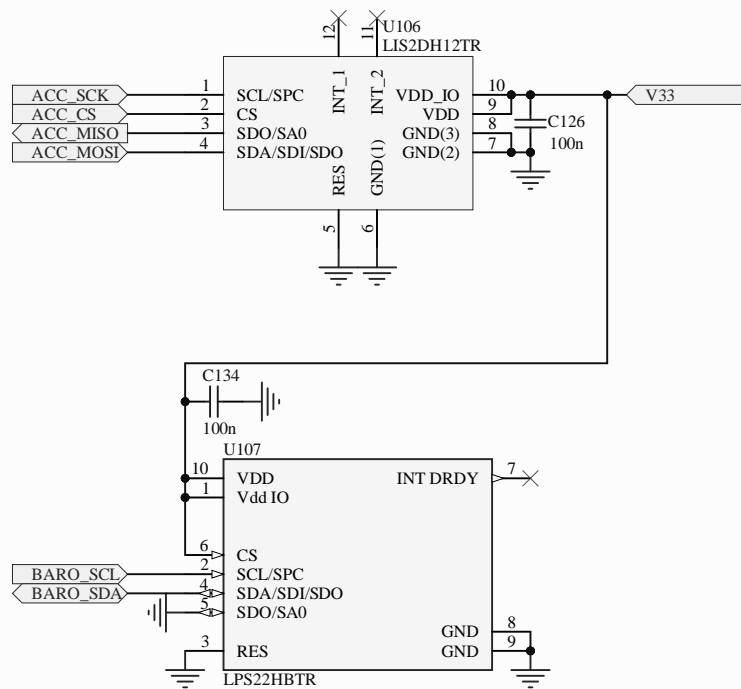 12
11
U106
LIS2DH12TR
ACC_SCK 1 SCL/SPC INT_1 INT_2 VDD_IO 10 V33
ACC_CS 2 CS VDD 9 C126
ACC_MISO 3 SDO/SA0 GND(3) 8 100n
ACC_MOSI 4 SDA/SDI/SDO RES GND(1) GND(2) 7
5 6
C134
100n
U107
10 VDD INT DRDY 7
1 Vdd IO
6 CS
BARO_SCL 2 SCL/SPC
BARO_SDA 4 SDA/SDI/SDO
5 SDO/SA0
GND 8
3 RES GND 9
LPS22HBTR